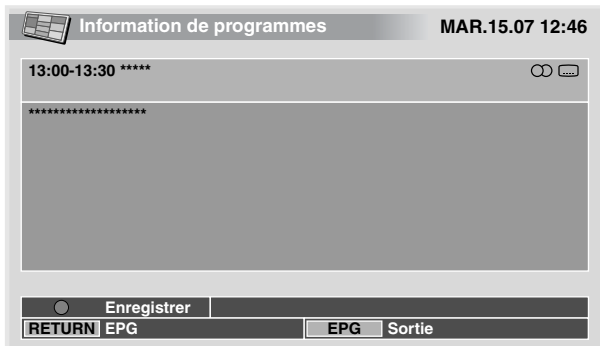 Information de programmes MAR.15.07 12:46
13:00-13:30 *****
*******************
Enregistrer
RETURN EPG EPG Sortie